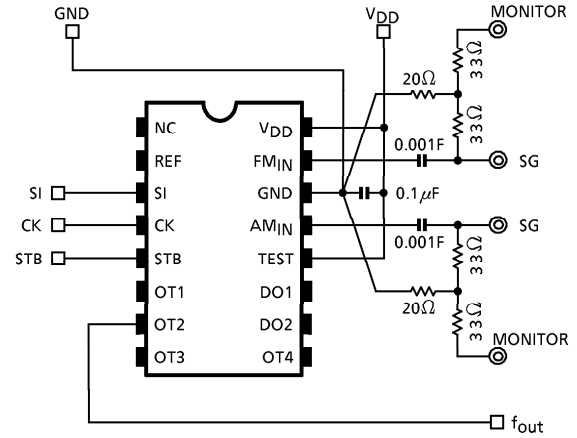 GND
VDD
MONITOR
33Ω
20Ω
33Ω
NC
VDD
0.001F
REF
FMIN
SG
SI
SI
GND
0.1μF
CK
CK
AMIN
SG
0.001F
STB
STB
TEST
33Ω
OT1
DO1
20Ω
OT2
DO2
33Ω
MONITOR
OT3
OT4
fout